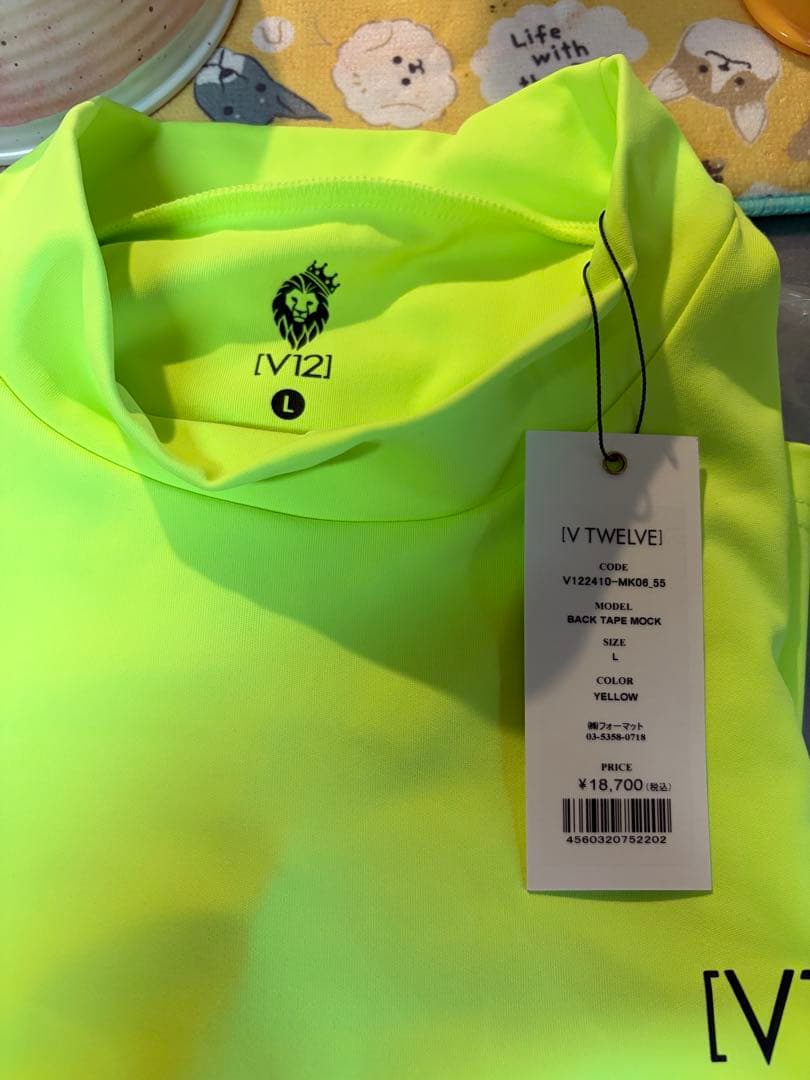 Life
with
[V12]
L
[V TWELVE]
CODE
V122410-MK06_55
MODEL
BACK TAPE MOCK
SIZE
L
COLOR
YELLOW
㈱フォーマット
03-5358-0718
PRICE
¥18,700(税込)
4560320752202
[V